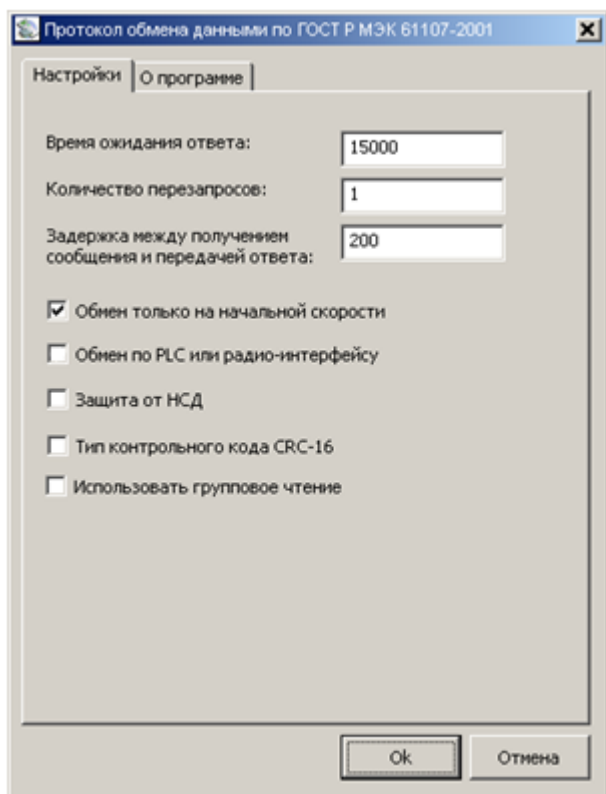 Протокол обмена данными по ГОСТ Р МЭК 61107-2001
Настройки
О программе
Время ожидания ответа:
15000
Количество перезапросов:
1
Задержка между получением
сообщения и передачей ответа:
200
Обмен только на начальной скорости
Обмен по PLC или радио-интерфейсу
Защита от НСД
Тип контрольного кода CRC-16
Использовать групповое чтение
Ok
Отмена